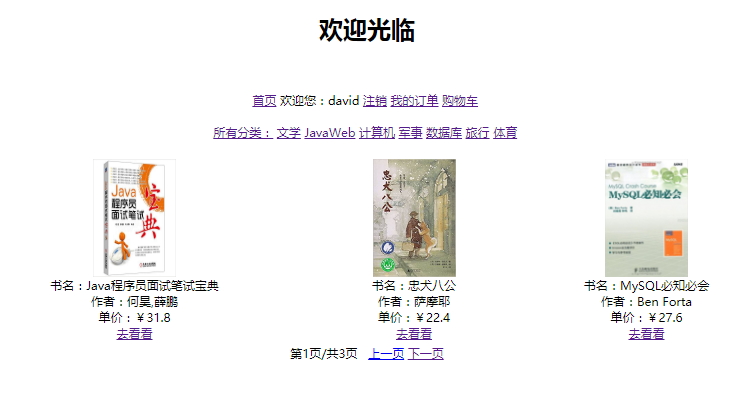 欢迎光临
首页 欢迎您：david 注销 我的订单 购物车
所有分类： 文学 JavaWeb 计算机 军事 数据库 旅行 体育
Java
程序员
面试笔试
宝典
忠犬八公
MySQL Crash Course
MySQL必知必会
书名：Java程序员面试笔试宝典
作者：何昊,薛鹏
单价：￥31.8
去看看
书名：忠犬八公
作者：萨摩耶
单价：￥22.4
去看看
书名：MySQL必知必会
作者：Ben Forta
单价：￥27.6
去看看
第1页/共3页 上一页 下一页